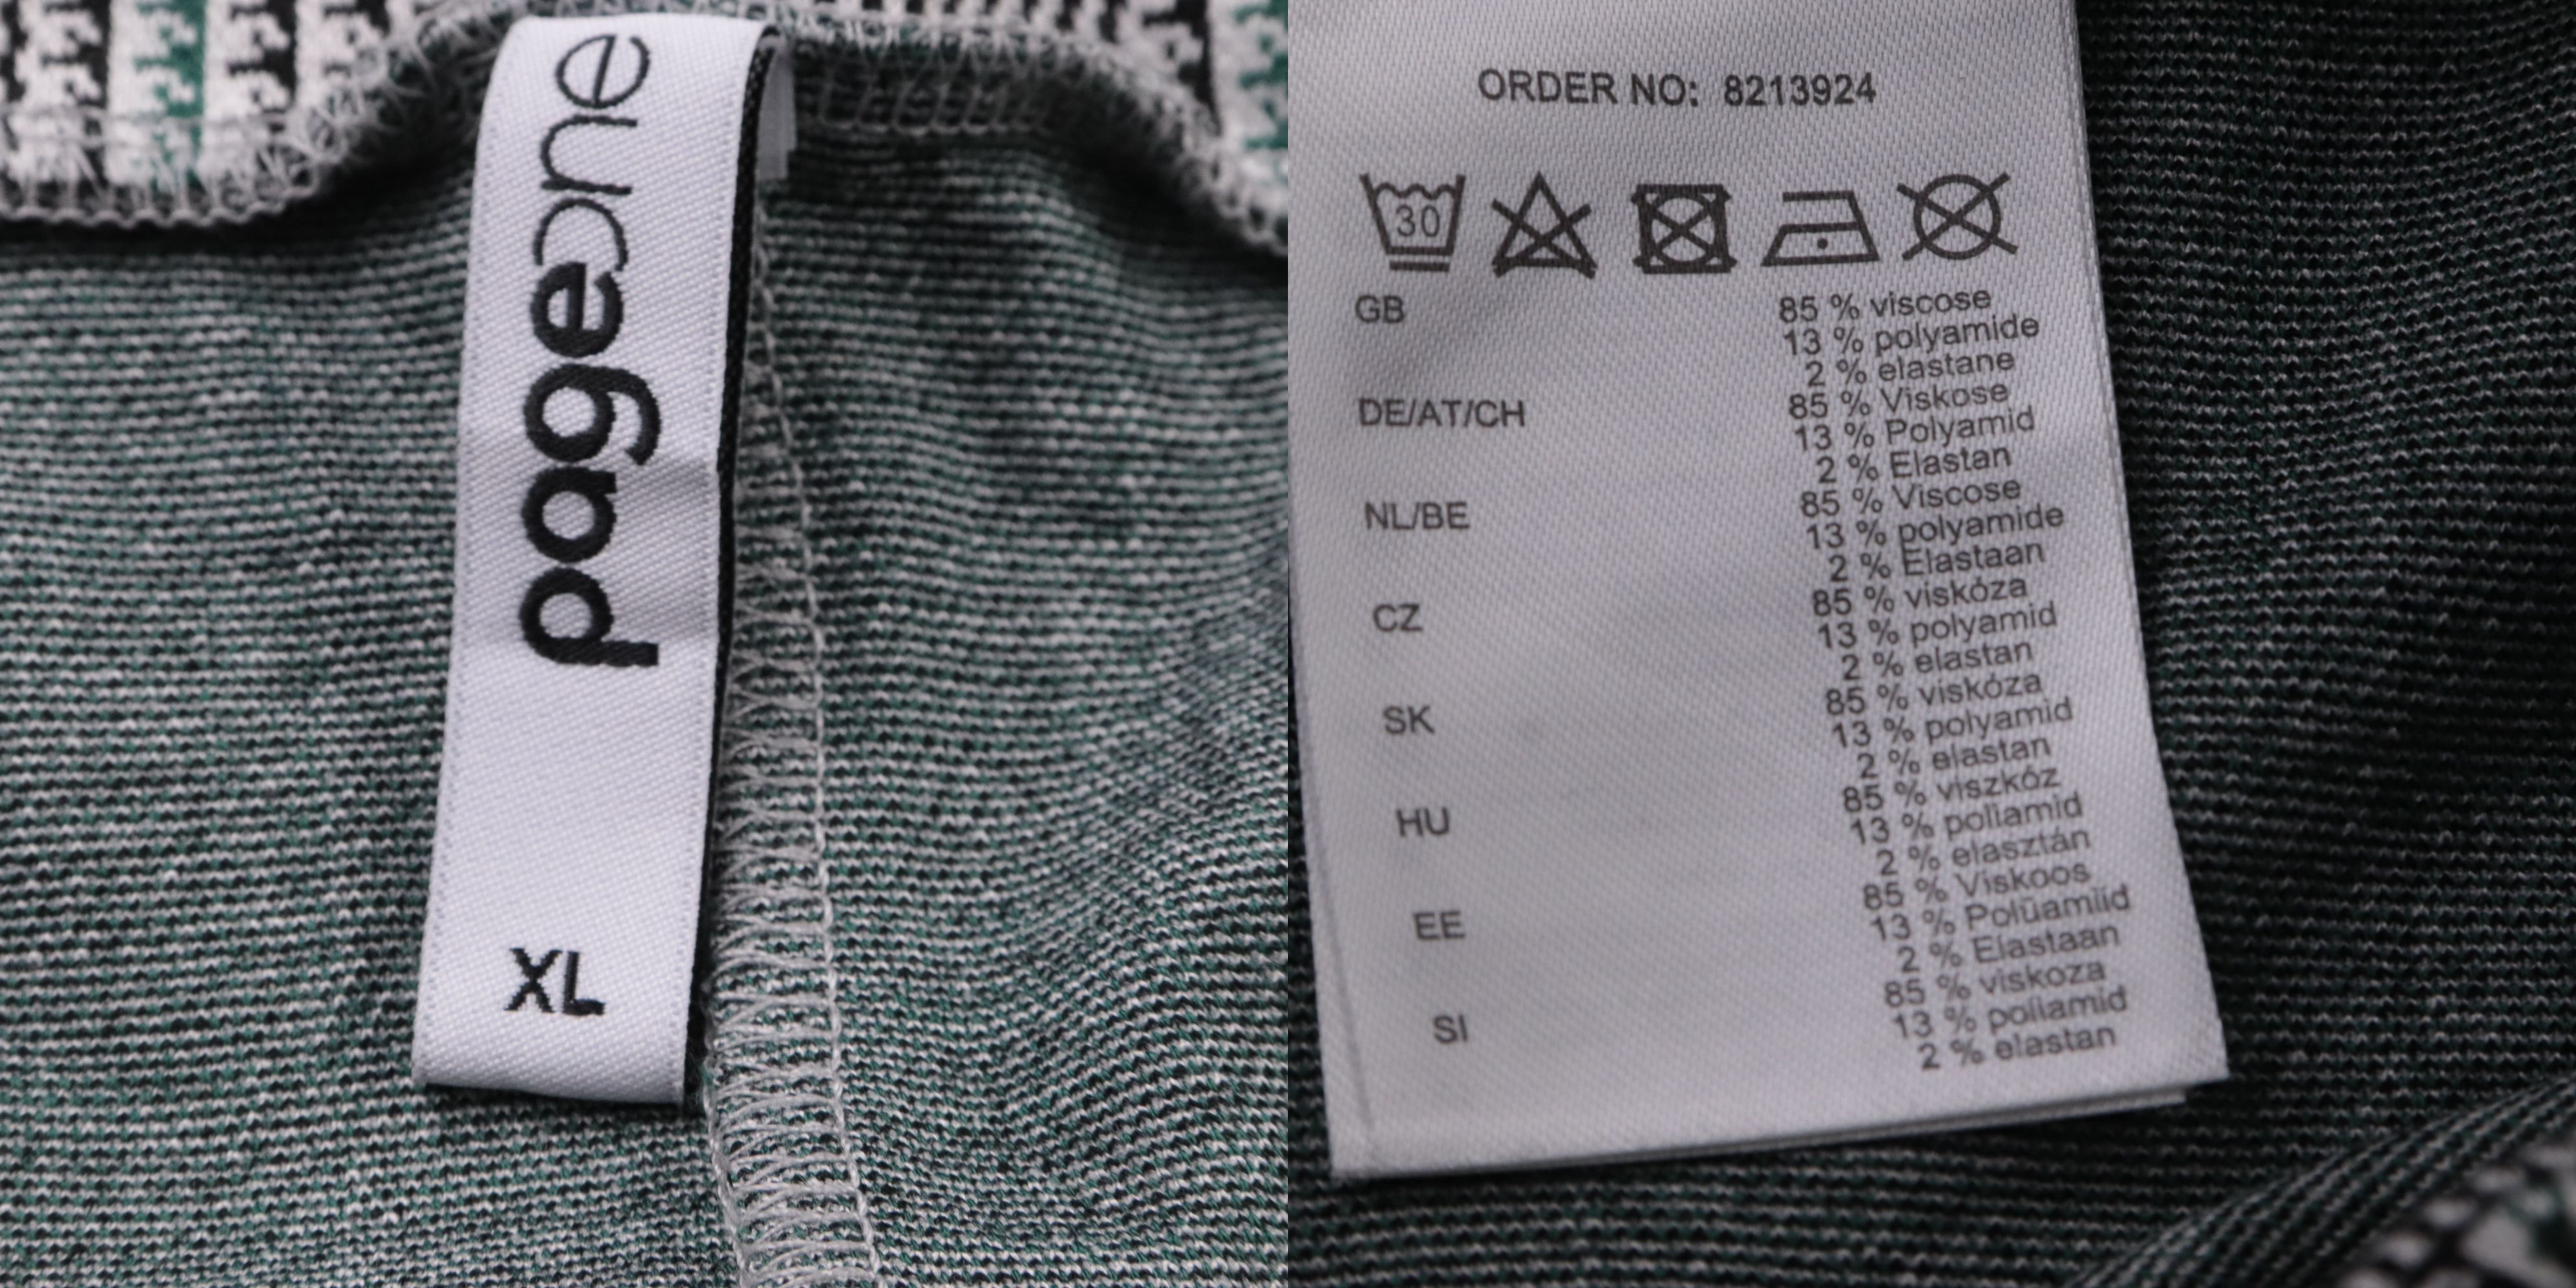 pageone
XL
ORDER NO: 8213924
30
GB
85 % viscose
13 % polyamide
2 % elastane
DE/AT/CH
85 % Viskose
13 % Polyamid
2 % Elastan
NL/BE
85 % Viscose
13 % polyamide
2 % Elastaan
CZ
85 % viskóza
13 % polyamid
2 % elastan
SK
85 % viskóza
13 % polyamid
2 % elastan
HU
85 % viszkóz
13 % poliamid
2 % elasztán
EE
85 % Viskoos
13 % Polüamiid
2 % Elastaan
SI
85 % viskoza
13 % poliamid
2 % elastan